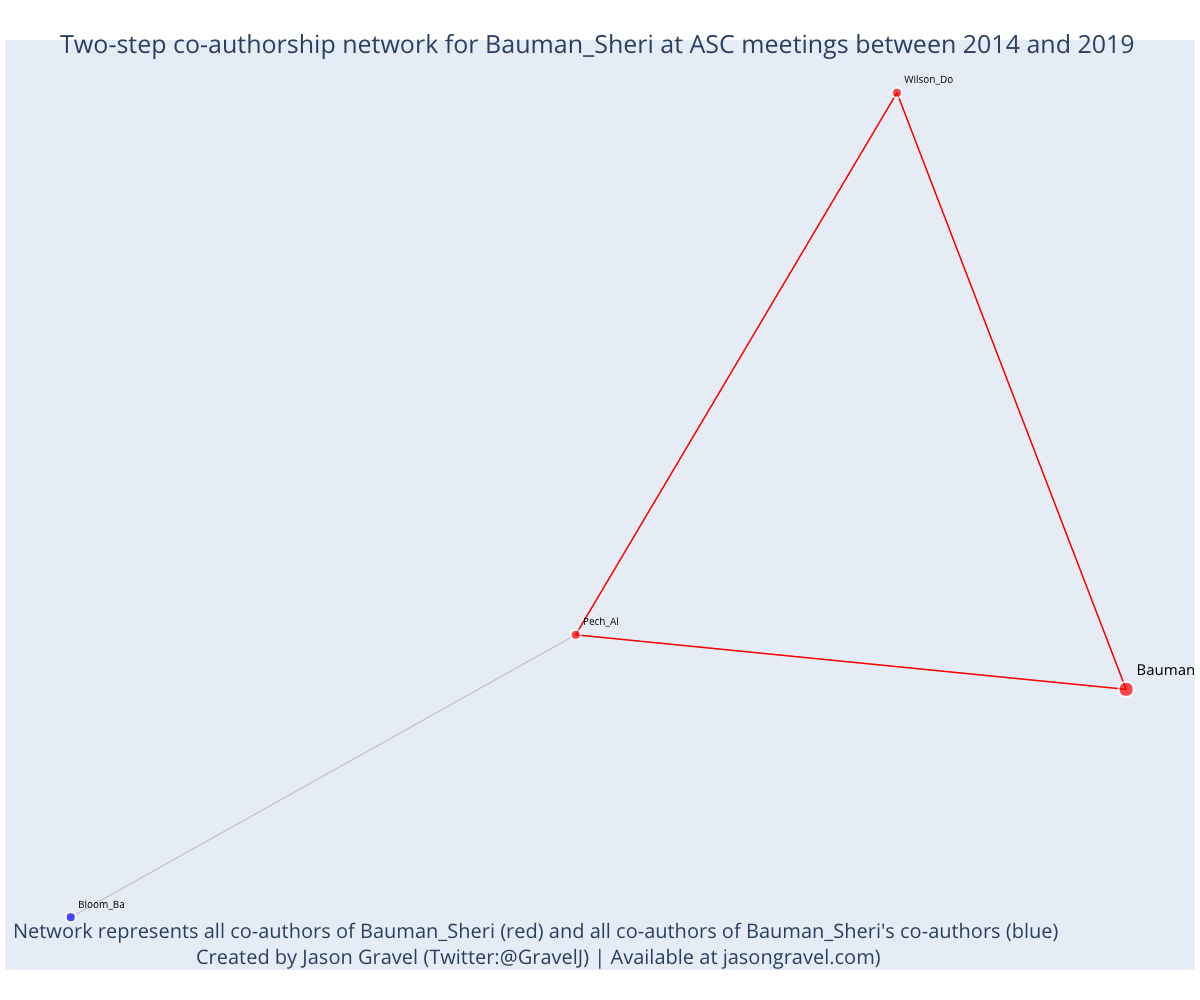 Two-step co-authorship network for Bauman_Sheri at ASC meetings between 2014 and 2019
Wilson_Do
Pech_Al
Bauman
Bloom_Ba
Network represents all co-authors of Bauman_Sheri (red) and all co-authors of Bauman_Sheri's co-authors (blue)
Created by Jason Gravel (Twitter:@GravelJ) | Available at jasongravel.com)